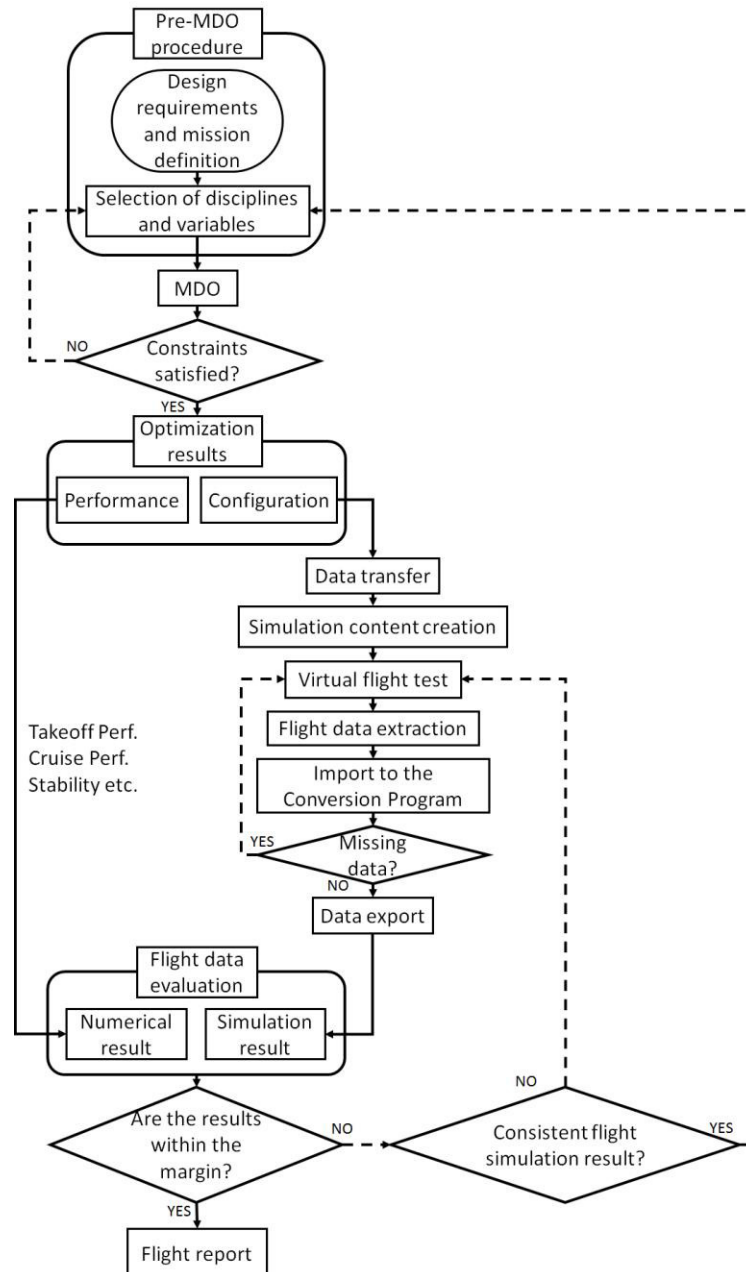 Pre-MDO
procedure
Design
requirements
and mission
definition
Selection of disciplines
and variables
MDO
NO
Constraints
satisfied?
YES
Optimization
results
Performance
Configuration
Data transfer
Simulation content creation
Virtual flight test
Takeoff Perf.
Cruise Perf.
Stability etc.
Flight data extraction
Import to the
Conversion Program
YES
Missing
data?
NO
Data export
Flight data
evaluation
Numerical
result
Simulation
result
Are the results
within the
margin?
NO
NO
YES
Consistent flight
simulation result?
YES
Flight report